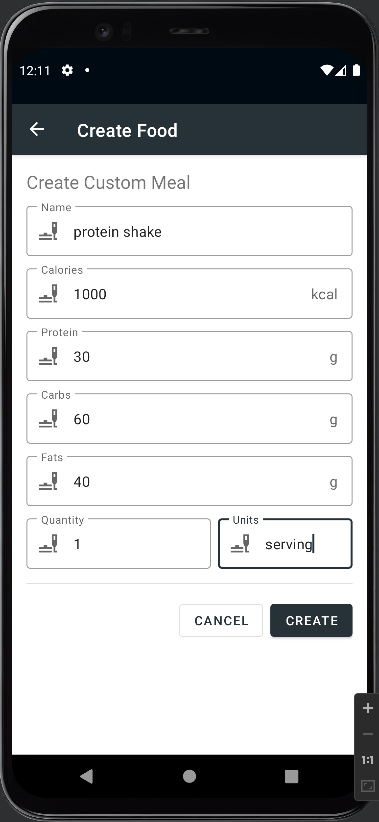 12:11
Create Food
Create Custom Meal
Name
protein shake
Calories
1000 kcal
Protein
30 g
Carbs
60 g
Fats
40 g
Quantity Units
1 serving
CANCEL CREATE
1:1